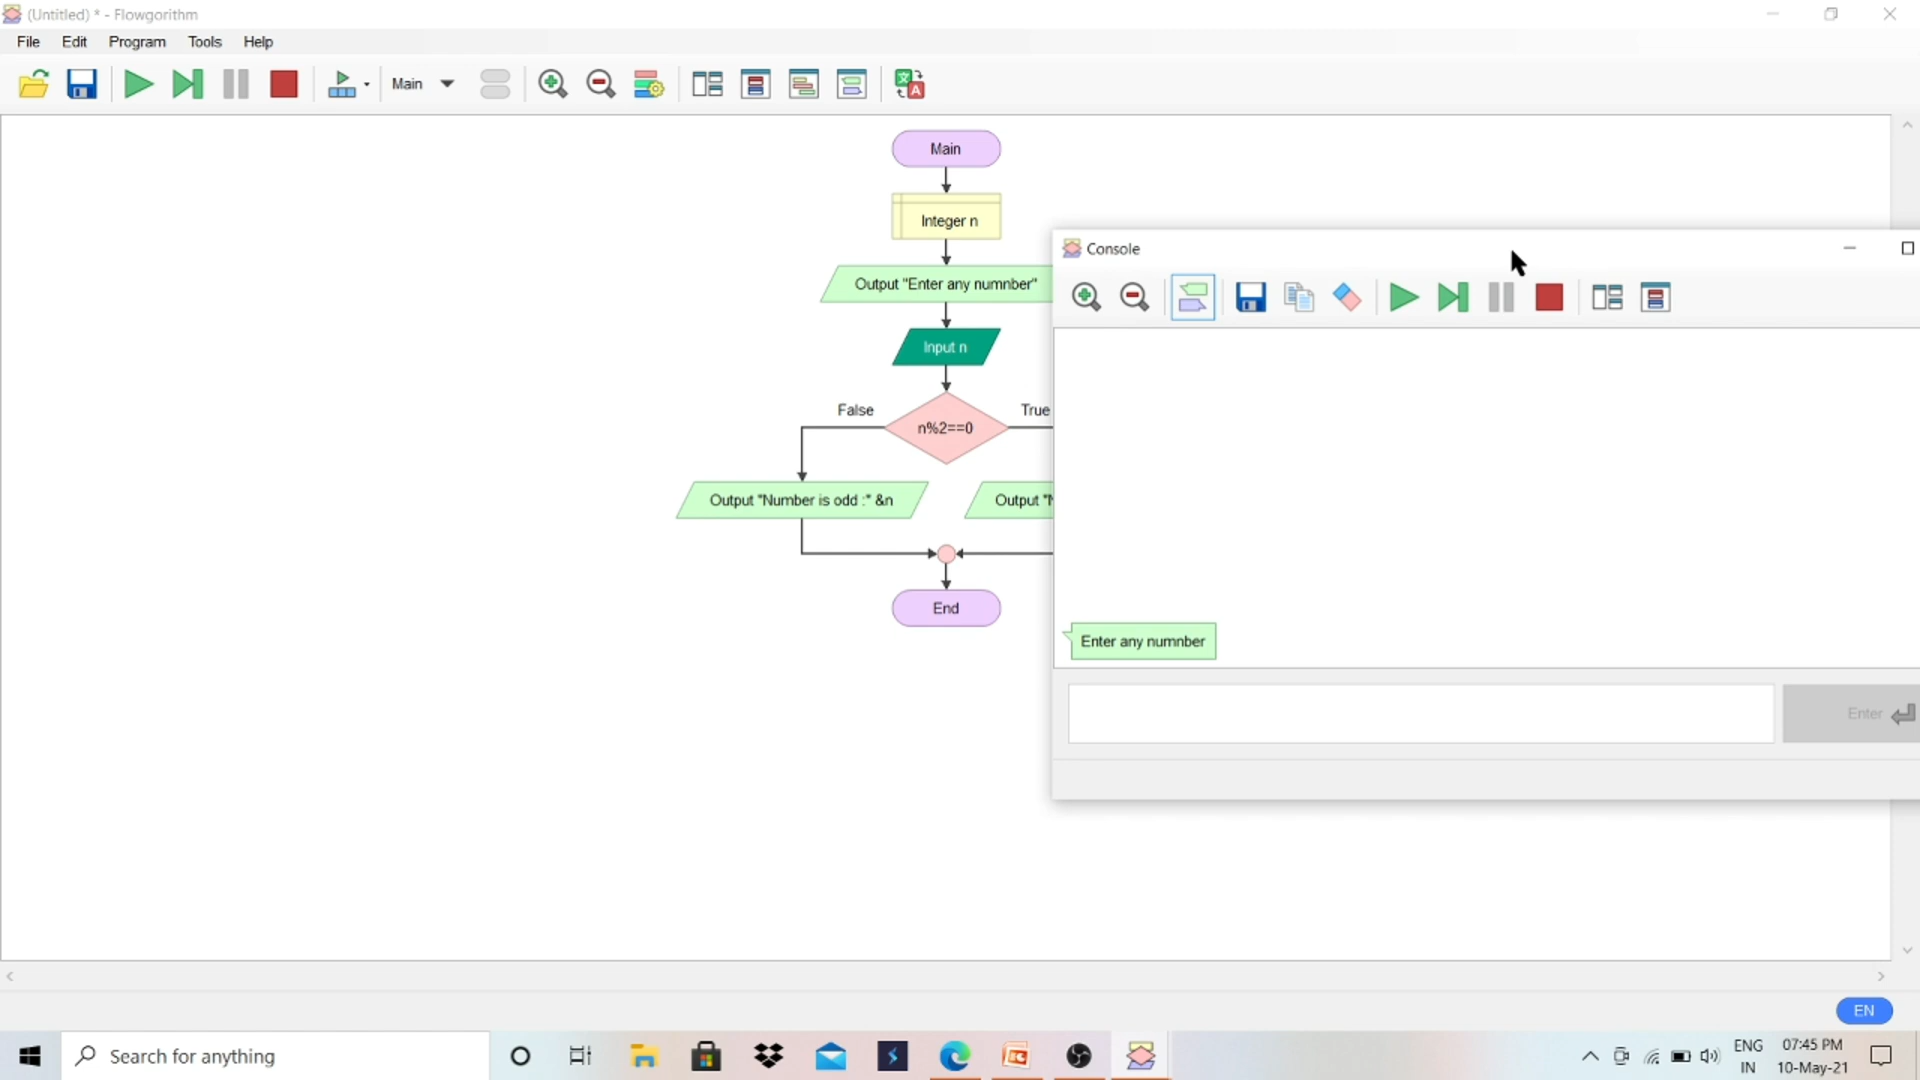 (Untitled) * - Flowgorithm
File Edit Program Tools Help
Main
Main
Integer n
Output "Enter any numnber"
Input n
False
True
n%2==0
Output "Number is odd :" &n
Output "N
End
Console
Enter any numnber
Enter
EN
Search for anything
ENG
IN
07:45 PM
10-May-21